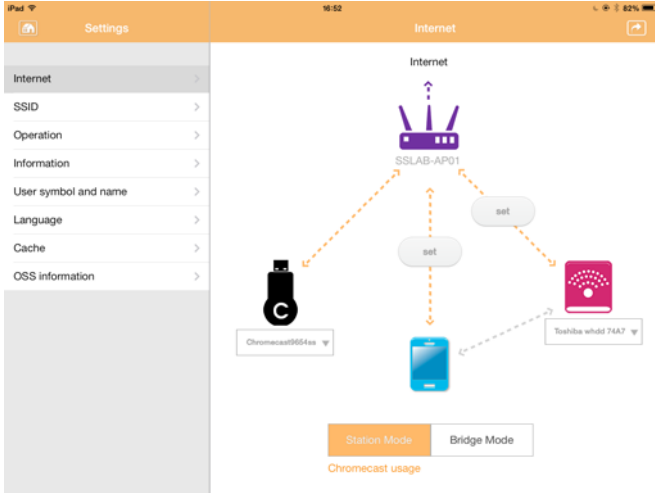 iPad 16:52 82%
Settings
Internet
Internet
SSID
Operation
Information
User symbol and name
Language
Cache
OSS information
Internet
SSLAB-AP01
set
set
C
Chromecast9654ss
Toshiba whdd 74A7
Station Mode Bridge Mode
Chromecast usage